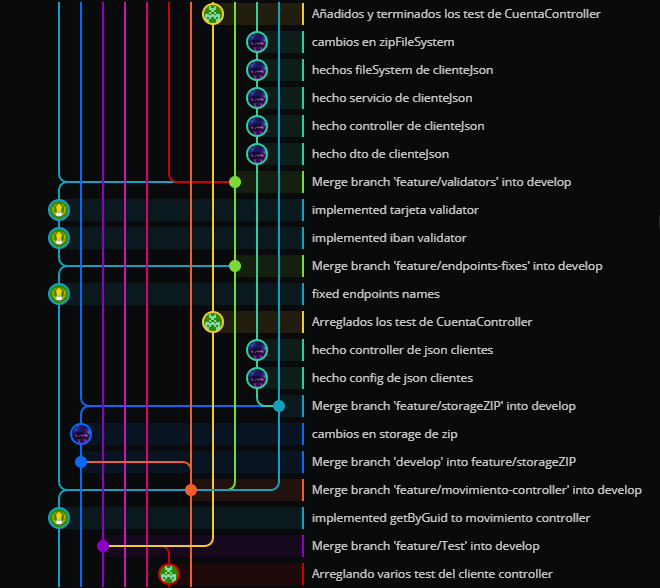 Añadidos y terminados los test de CuentaController
cambios en zipFileSystem
hechos fileSystem de clienteJson
hecho servicio de clienteJson
hecho controller de clienteJson
hecho dto de clienteJson
Merge branch 'feature/validators' into develop
implemented tarjeta validator
implemented iban validator
Merge branch 'feature/endpoints-fixes' into develop
fixed endpoints names
Arreglados los test de CuentaController
hecho controller de json clientes
hecho config de json clientes
Merge branch 'feature/storageZIP' into develop
cambios en storage de zip
Merge branch 'develop' into feature/storageZIP
Merge branch 'feature/movimiento-controller' into develop
implemented getByGuid to movimiento controller
Merge branch 'feature/Test' into develop
Arreglando varios test del cliente controller